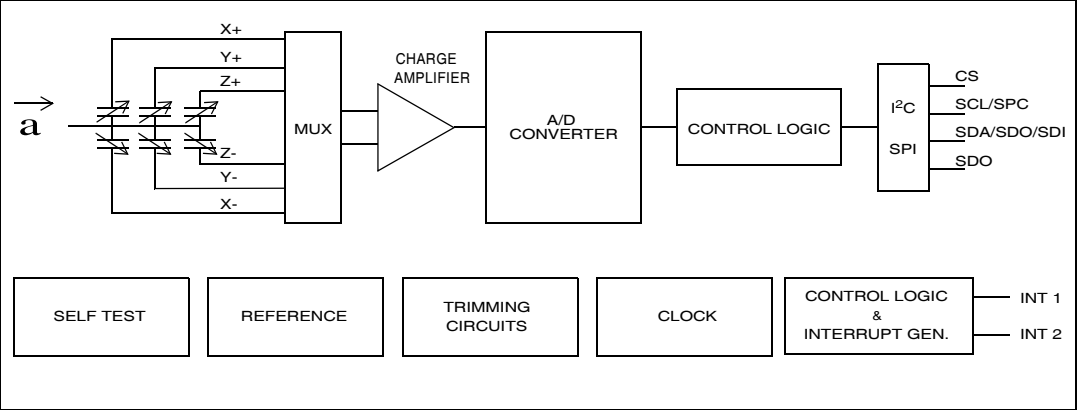 X+
Y+
Z+
a
Z-
Y-
X-
MUX
CHARGE
AMPLIFIER
A/D
CONVERTER
CONTROL LOGIC
I²C
SPI
CS
SCL/SPC
SDA/SDO/SDI
SDO
SELF TEST
REFERENCE
TRIMMING
CIRCUITS
CLOCK
CONTROL LOGIC
&
INTERRUPT GEN.
INT 1
INT 2